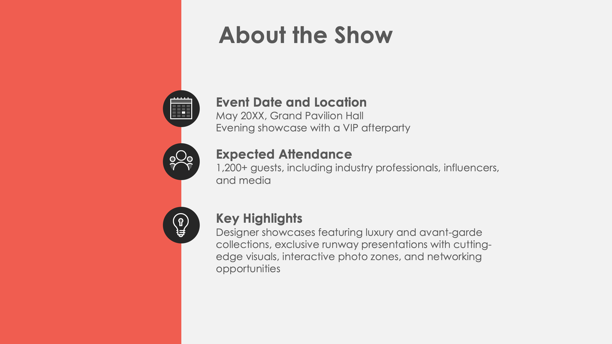 About the Show
Event Date and Location
May 20XX, Grand Pavilion Hall
Evening showcase with a VIP afterparty
Expected Attendance
1,200+ guests, including industry professionals, influencers,
and media
Key Highlights
Designer showcases featuring luxury and avant-garde
collections, exclusive runway presentations with cutting-
edge visuals, interactive photo zones, and networking
opportunities